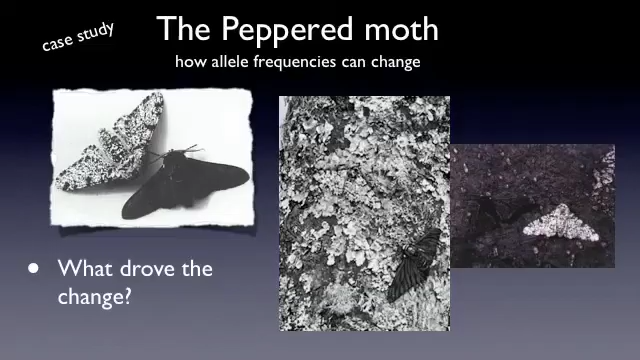 case study
The Peppered moth
how allele frequencies can change
• What drove the
change?